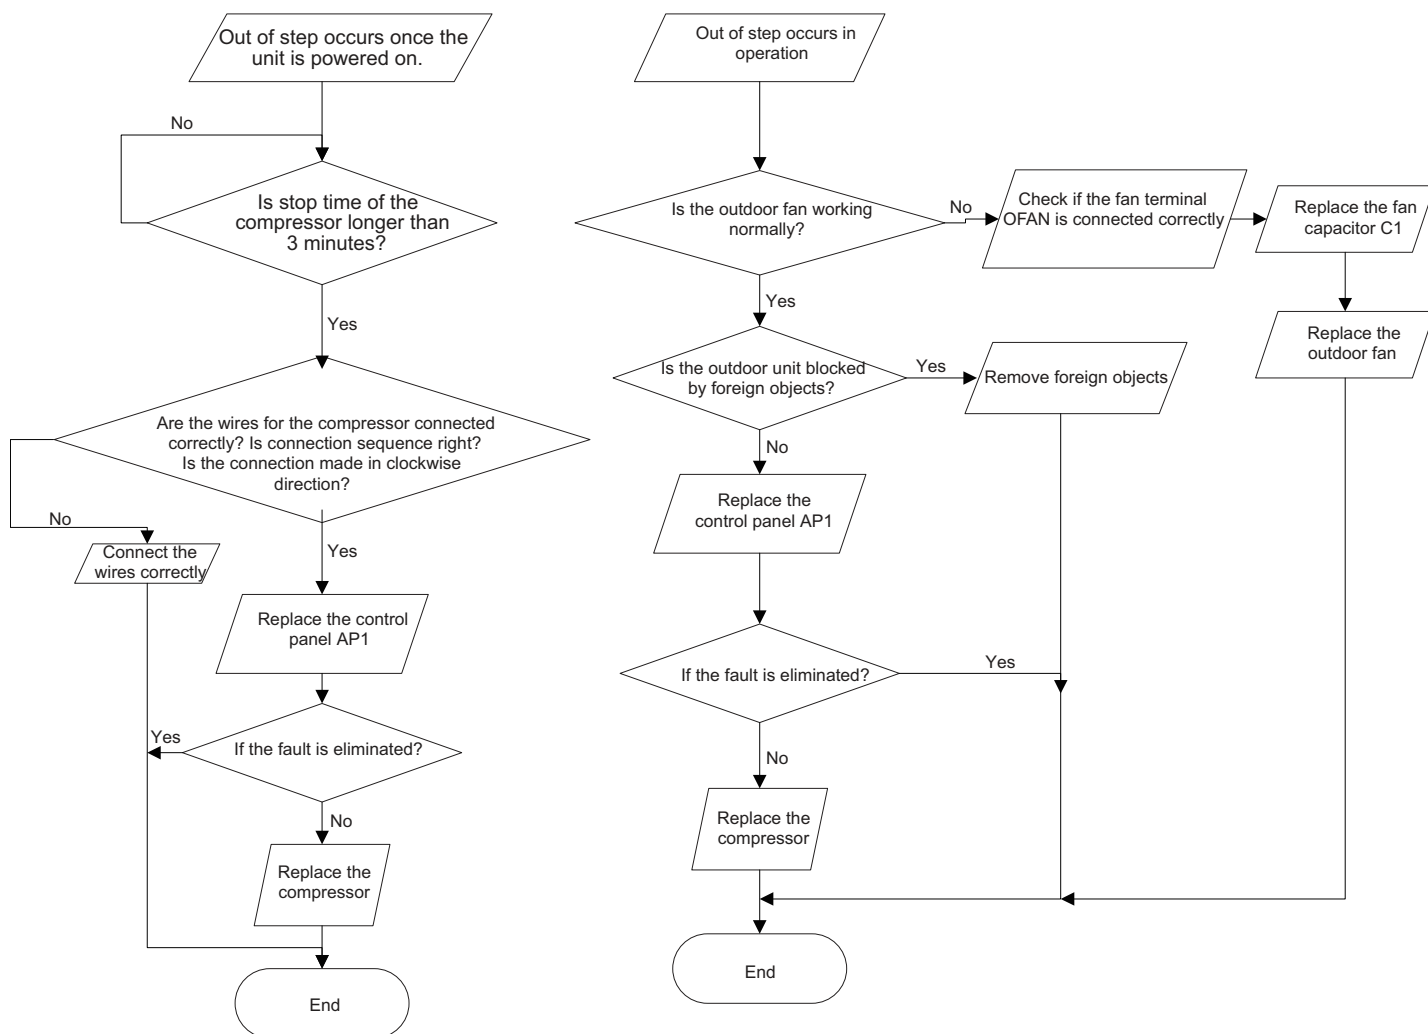 Out of step occurs once the
unit is powered on.
No
Is stop time of the
compressor longer than
3 minutes?
Yes
Are the wires for the compressor connected
correctly? Is connection sequence right?
Is the connection made in clockwise
direction?
No
Connect the
wires correctly
Yes
Replace the control
panel AP1
Yes
If the fault is eliminated?
No
Replace the
compressor
End
Out of step occurs in
operation
Is the outdoor fan working
normally?
No
Check if the fan terminal
OFAN is connected correctly
Replace the fan
capacitor C1
Replace the
outdoor fan
Yes
Is the outdoor unit blocked
by foreign objects?
Yes
Remove foreign objects
No
Replace the
control panel AP1
If the fault is eliminated?
Yes
No
Replace the
compressor
End